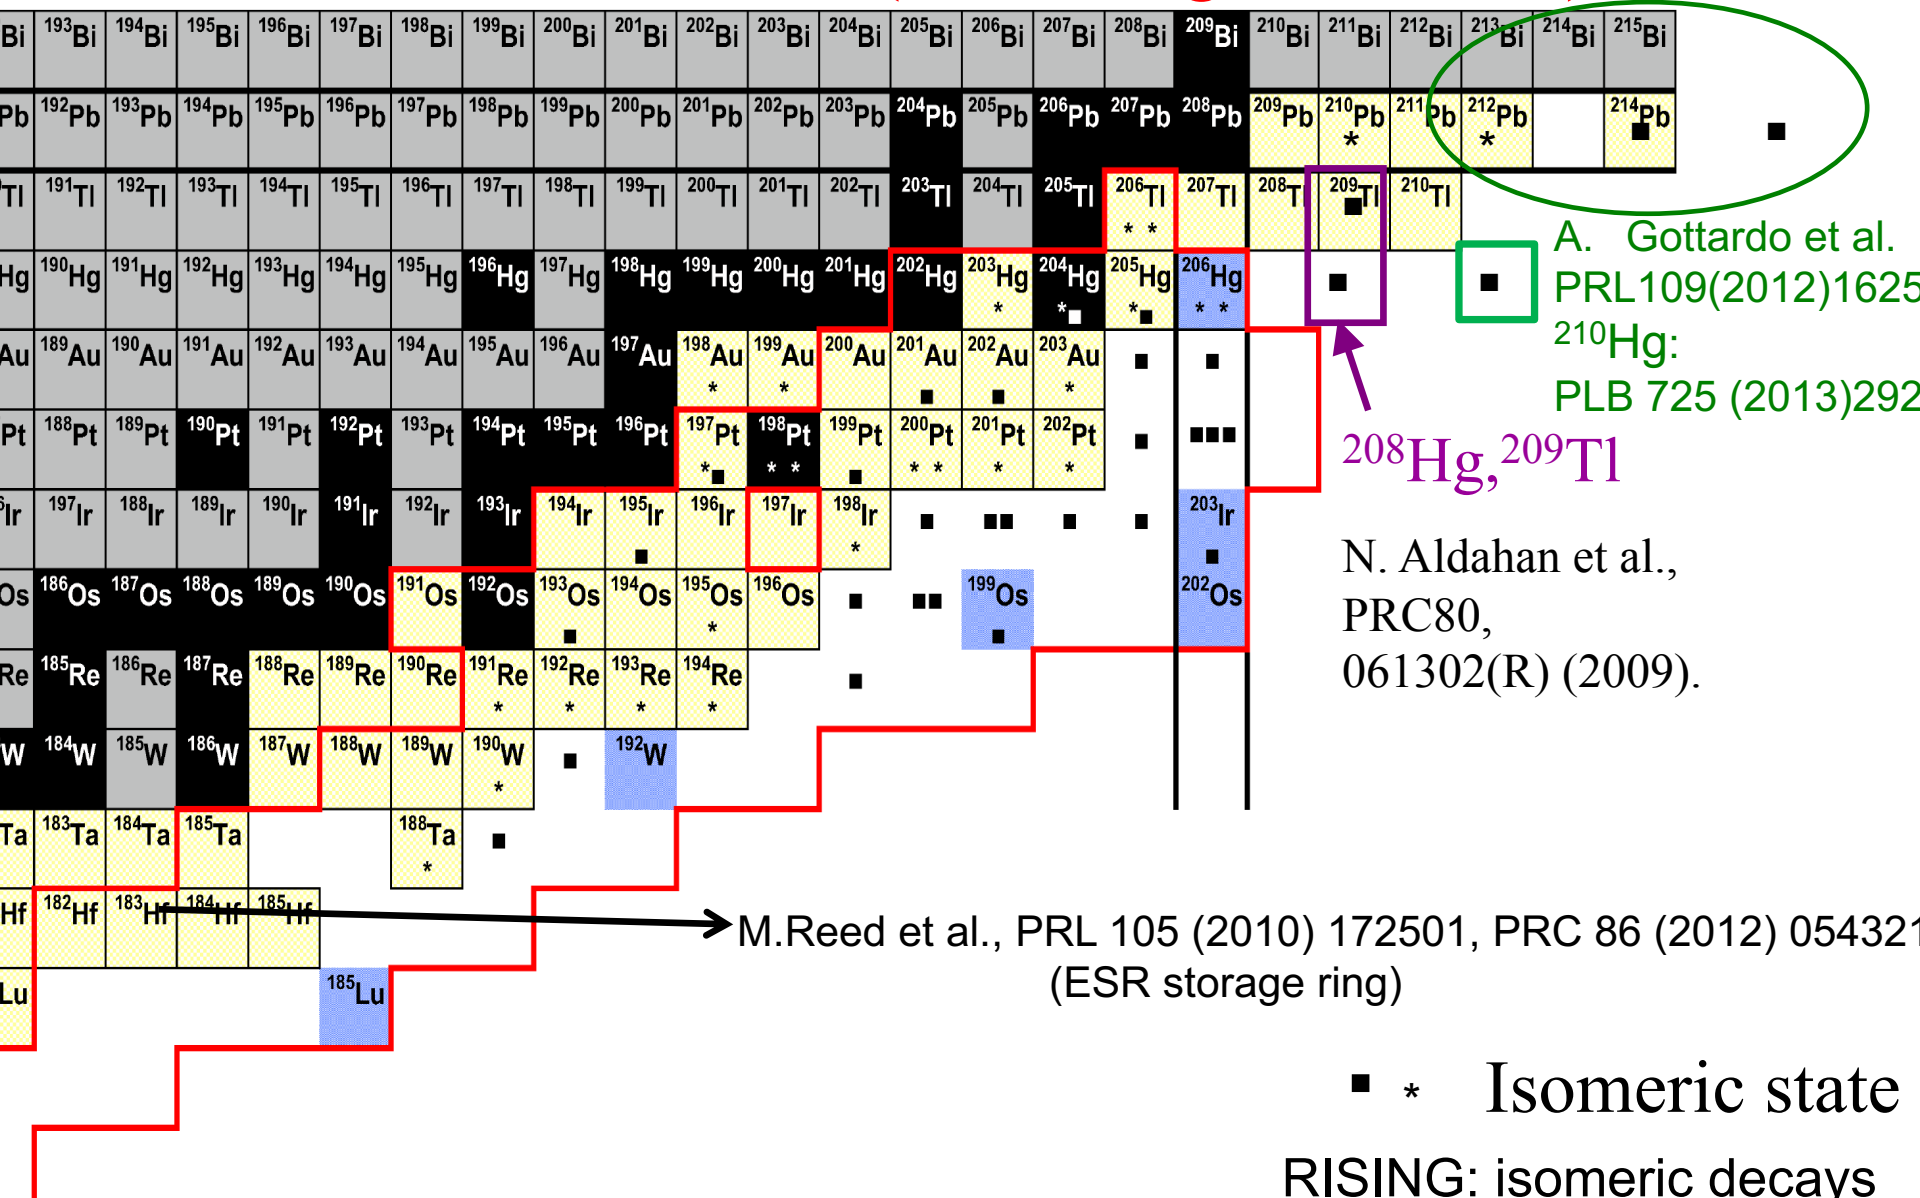 Bi ¹⁹³Bi ¹⁹⁴Bi ¹⁹⁵Bi ¹⁹⁶Bi ¹⁹⁷Bi ¹⁹⁸Bi ¹⁹⁹Bi ²⁰⁰Bi ²⁰¹Bi ²⁰²Bi ²⁰³Bi ²⁰⁴Bi ²⁰⁵Bi ²⁰⁶Bi ²⁰⁷Bi ²⁰⁸Bi ²⁰⁹Bi ²¹⁰Bi ²¹¹Bi ²¹²Bi ²¹³Bi ²¹⁴Bi ²¹⁵Bi
Pb ¹⁹²Pb ¹⁹³Pb ¹⁹⁴Pb ¹⁹⁵Pb ¹⁹⁶Pb ¹⁹⁷Pb ¹⁹⁸Pb ¹⁹⁹Pb ²⁰⁰Pb ²⁰¹Pb ²⁰²Pb ²⁰³Pb ²⁰⁴Pb ²⁰⁵Pb ²⁰⁶Pb ²⁰⁷Pb ²⁰⁸Pb ²⁰⁹Pb ²¹⁰Pb ²¹¹Pb ²¹²Pb ²¹⁴Pb
* *
Tl ¹⁹¹Tl ¹⁹²Tl ¹⁹³Tl ¹⁹⁴Tl ¹⁹⁵Tl ¹⁹⁶Tl ¹⁹⁷Tl ¹⁹⁸Tl ¹⁹⁹Tl ²⁰⁰Tl ²⁰¹Tl ²⁰²Tl ²⁰³Tl ²⁰⁴Tl ²⁰⁵Tl ²⁰⁶Tl ²⁰⁷Tl ²⁰⁸Tl ²⁰⁹Tl ²¹⁰Tl
* *
Hg ¹⁹⁰Hg ¹⁹¹Hg ¹⁹²Hg ¹⁹³Hg ¹⁹⁴Hg ¹⁹⁵Hg ¹⁹⁶Hg ¹⁹⁷Hg ¹⁹⁸Hg ¹⁹⁹Hg ²⁰⁰Hg ²⁰¹Hg ²⁰²Hg ²⁰³Hg ²⁰⁴Hg ²⁰⁵Hg ²⁰⁶Hg
* * * * *
Au ¹⁸⁹Au ¹⁹⁰Au ¹⁹¹Au ¹⁹²Au ¹⁹³Au ¹⁹⁴Au ¹⁹⁵Au ¹⁹⁶Au ¹⁹⁷Au ¹⁹⁸Au ¹⁹⁹Au ²⁰⁰Au ²⁰¹Au ²⁰²Au ²⁰³Au
* * *
Pt ¹⁸⁸Pt ¹⁸⁹Pt ¹⁹⁰Pt ¹⁹¹Pt ¹⁹²Pt ¹⁹³Pt ¹⁹⁴Pt ¹⁹⁵Pt ¹⁹⁶Pt ¹⁹⁷Pt ¹⁹⁸Pt ¹⁹⁹Pt ²⁰⁰Pt ²⁰¹Pt ²⁰²Pt
* * * * * * *
Ir ¹⁹⁷Ir ¹⁸⁸Ir ¹⁸⁹Ir ¹⁹⁰Ir ¹⁹¹Ir ¹⁹²Ir ¹⁹³Ir ¹⁹⁴Ir ¹⁹⁵Ir ¹⁹⁶Ir ¹⁹⁷Ir ¹⁹⁸Ir ²⁰³Ir
*
Os ¹⁸⁶Os ¹⁸⁷Os ¹⁸⁸Os ¹⁸⁹Os ¹⁹⁰Os ¹⁹¹Os ¹⁹²Os ¹⁹³Os ¹⁹⁴Os ¹⁹⁵Os ¹⁹⁶Os ¹⁹⁹Os ²⁰²Os
*
Re ¹⁸⁵Re ¹⁸⁶Re ¹⁸⁷Re ¹⁸⁸Re ¹⁸⁹Re ¹⁹⁰Re ¹⁹¹Re ¹⁹²Re ¹⁹³Re ¹⁹⁴Re
* * * *
W ¹⁸⁴W ¹⁸⁵W ¹⁸⁶W ¹⁸⁷W ¹⁸⁸W ¹⁸⁹W ¹⁹⁰W ¹⁹²W
*
Ta ¹⁸³Ta ¹⁸⁴Ta ¹⁸⁵Ta ¹⁸⁸Ta
*
Hf ¹⁸²Hf ¹⁸³Hf ¹⁸⁴Hf ¹⁸⁵Hf
Lu ¹⁸⁵Lu
A. Gottardo et al.
PRL109(2012)1625
²¹⁰Hg:
PLB 725 (2013)292
²⁰⁸Hg,²⁰⁹Tl
N. Aldahan et al.,
PRC80,
061302(R) (2009).
M.Reed et al., PRL 105 (2010) 172501, PRC 86 (2012) 054321
(ESR storage ring)
▪ * Isomeric state
RISING: isomeric decays